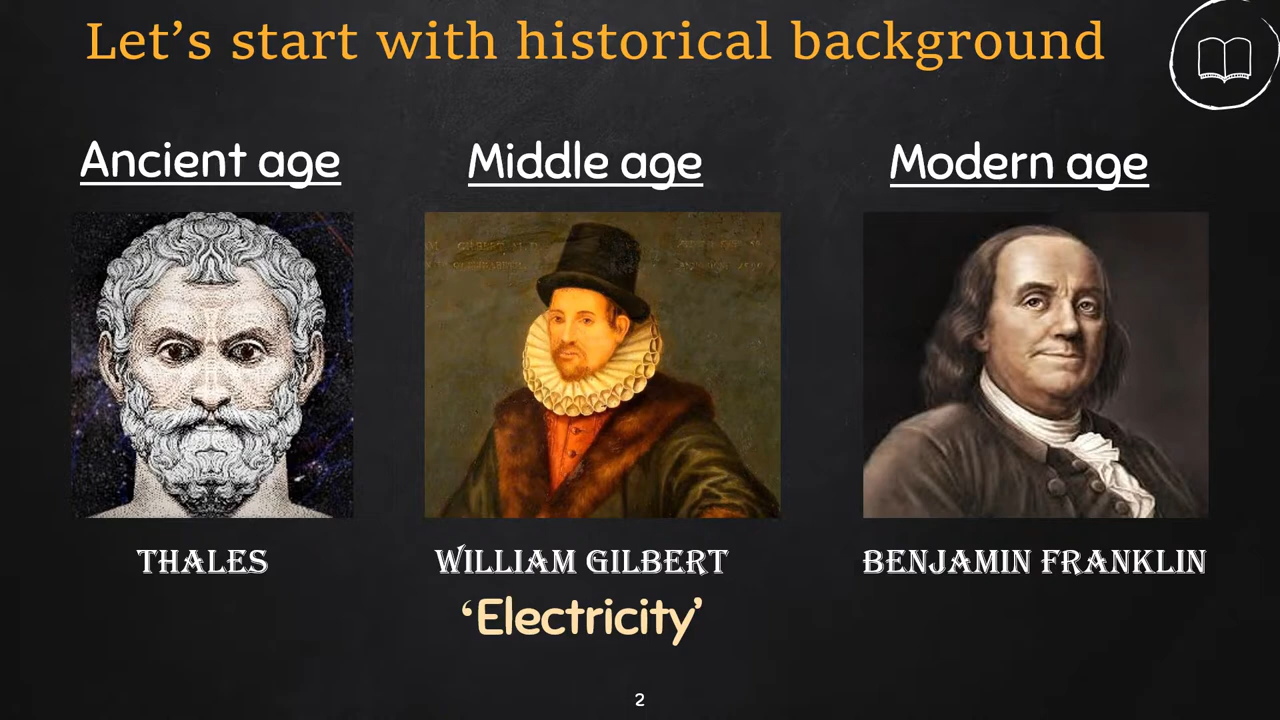 Let's start with historical background
Ancient age
Middle age
Modern age
THALES
WILLIAM GILBERT
BENJAMIN FRANKLIN
‘Electricity’
2